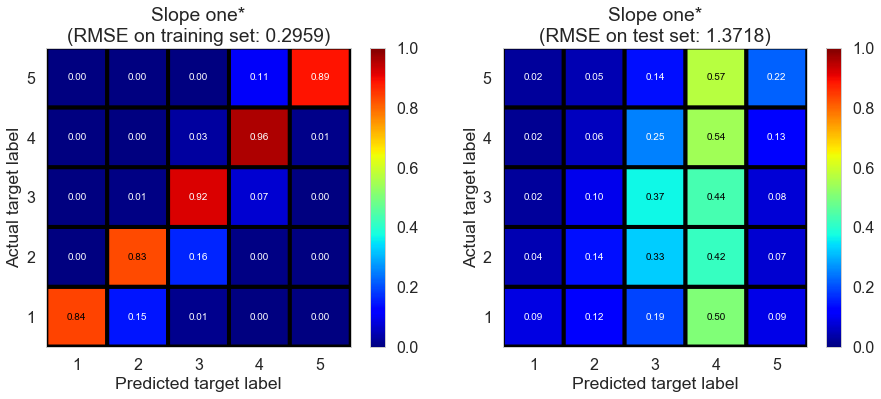 Slope one*
(RMSE on training set: 0.2959)
Actual target label
5
0.00 0.00 0.00 0.11 0.89
4
0.00 0.00 0.03 0.96 0.01
3
0.00 0.01 0.92 0.07 0.00
2
0.00 0.83 0.16 0.00 0.00
1
0.84 0.15 0.01 0.00 0.00
1 2 3 4 5
Predicted target label
1.0
0.8
0.6
0.4
0.2
0.0
Slope one*
(RMSE on test set: 1.3718)
Actual target label
5
0.02 0.05 0.14 0.57 0.22
4
0.02 0.06 0.25 0.54 0.13
3
0.02 0.10 0.37 0.44 0.08
2
0.04 0.14 0.33 0.42 0.07
1
0.09 0.12 0.19 0.50 0.09
1 2 3 4 5
Predicted target label
1.0
0.8
0.6
0.4
0.2
0.0